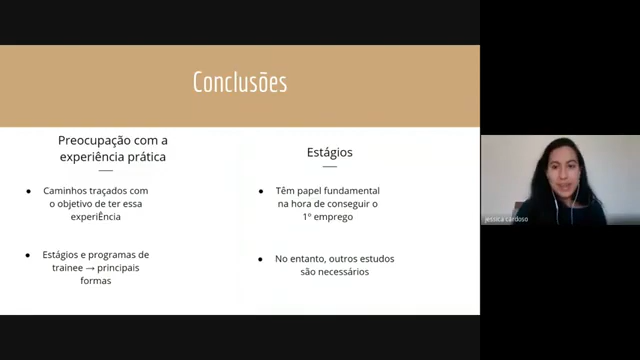 Conclusões
Preocupação com a
experiência prática
Caminhos traçados com
o objetivo de ter essa
experiÊncia
Estágios e programas de
trainee → principais
formas
Estágios
Têm papel fundamental
na hora de conseguir o
1º emprego
No entanto, outros estudos
são necessários
jessica cardoso